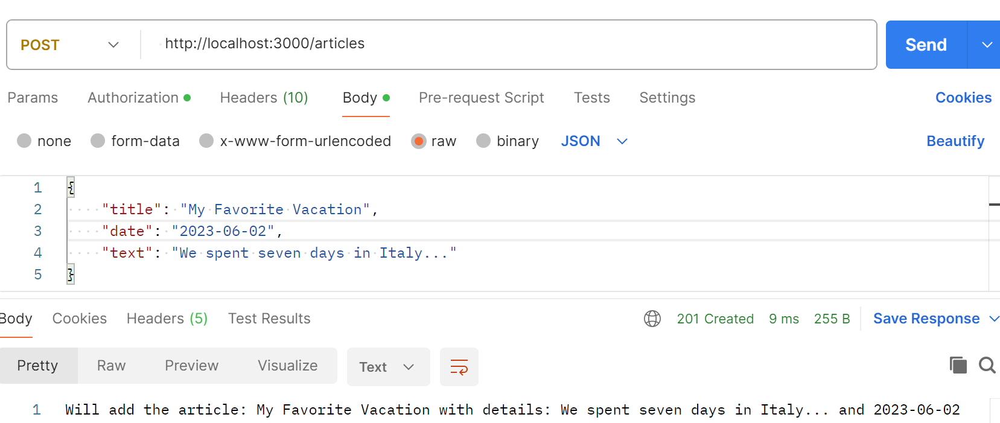 POST http://localhost:3000/articles Send
Params Authorization Headers (10) Body Pre-request Script Tests Settings Cookies
none form-data x-www-form-urlencoded raw binary JSON Beautify
1 {
2 "title": "My Favorite Vacation",
3 "date": "2023-06-02",
4 "text": "We spent seven days in Italy..."
5 }
Body Cookies Headers (5) Test Results 201 Created 9 ms 255 B Save Response
Pretty Raw Preview Visualize Text
1 Will add the article: My Favorite Vacation with details: We spent seven days in Italy... and 2023-06-02